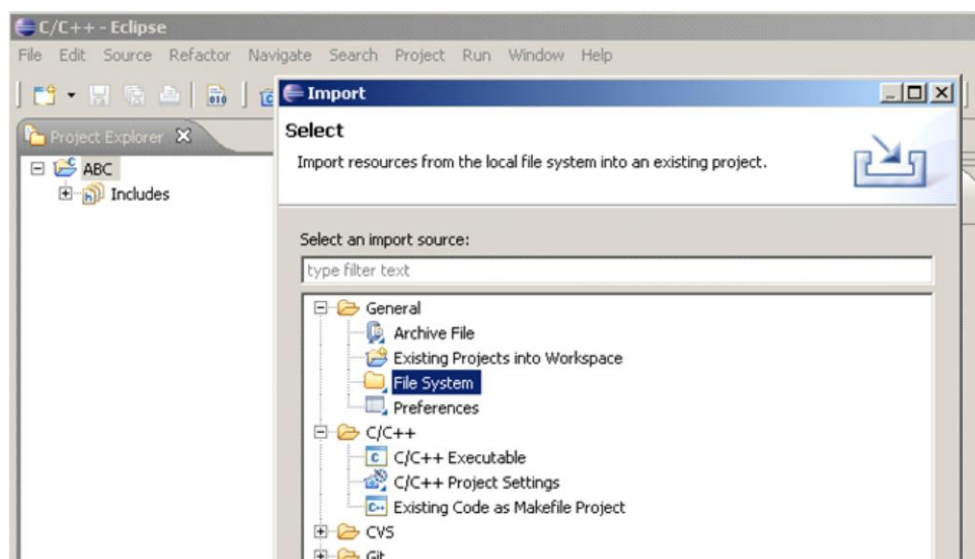 C/C++ - Eclipse
File Edit Source Refactor Navigate Search Project Run Window Help
010
Import
Project Explorer
Select
Import resources from the local file system into an existing project.
ABC
Includes
Select an import source:
type filter text
General
Archive File
Existing Projects into Workspace
File System
Preferences
C/C++
C/C++ Executable
C/C++ Project Settings
Existing Code as Makefile Project
CVS
Git